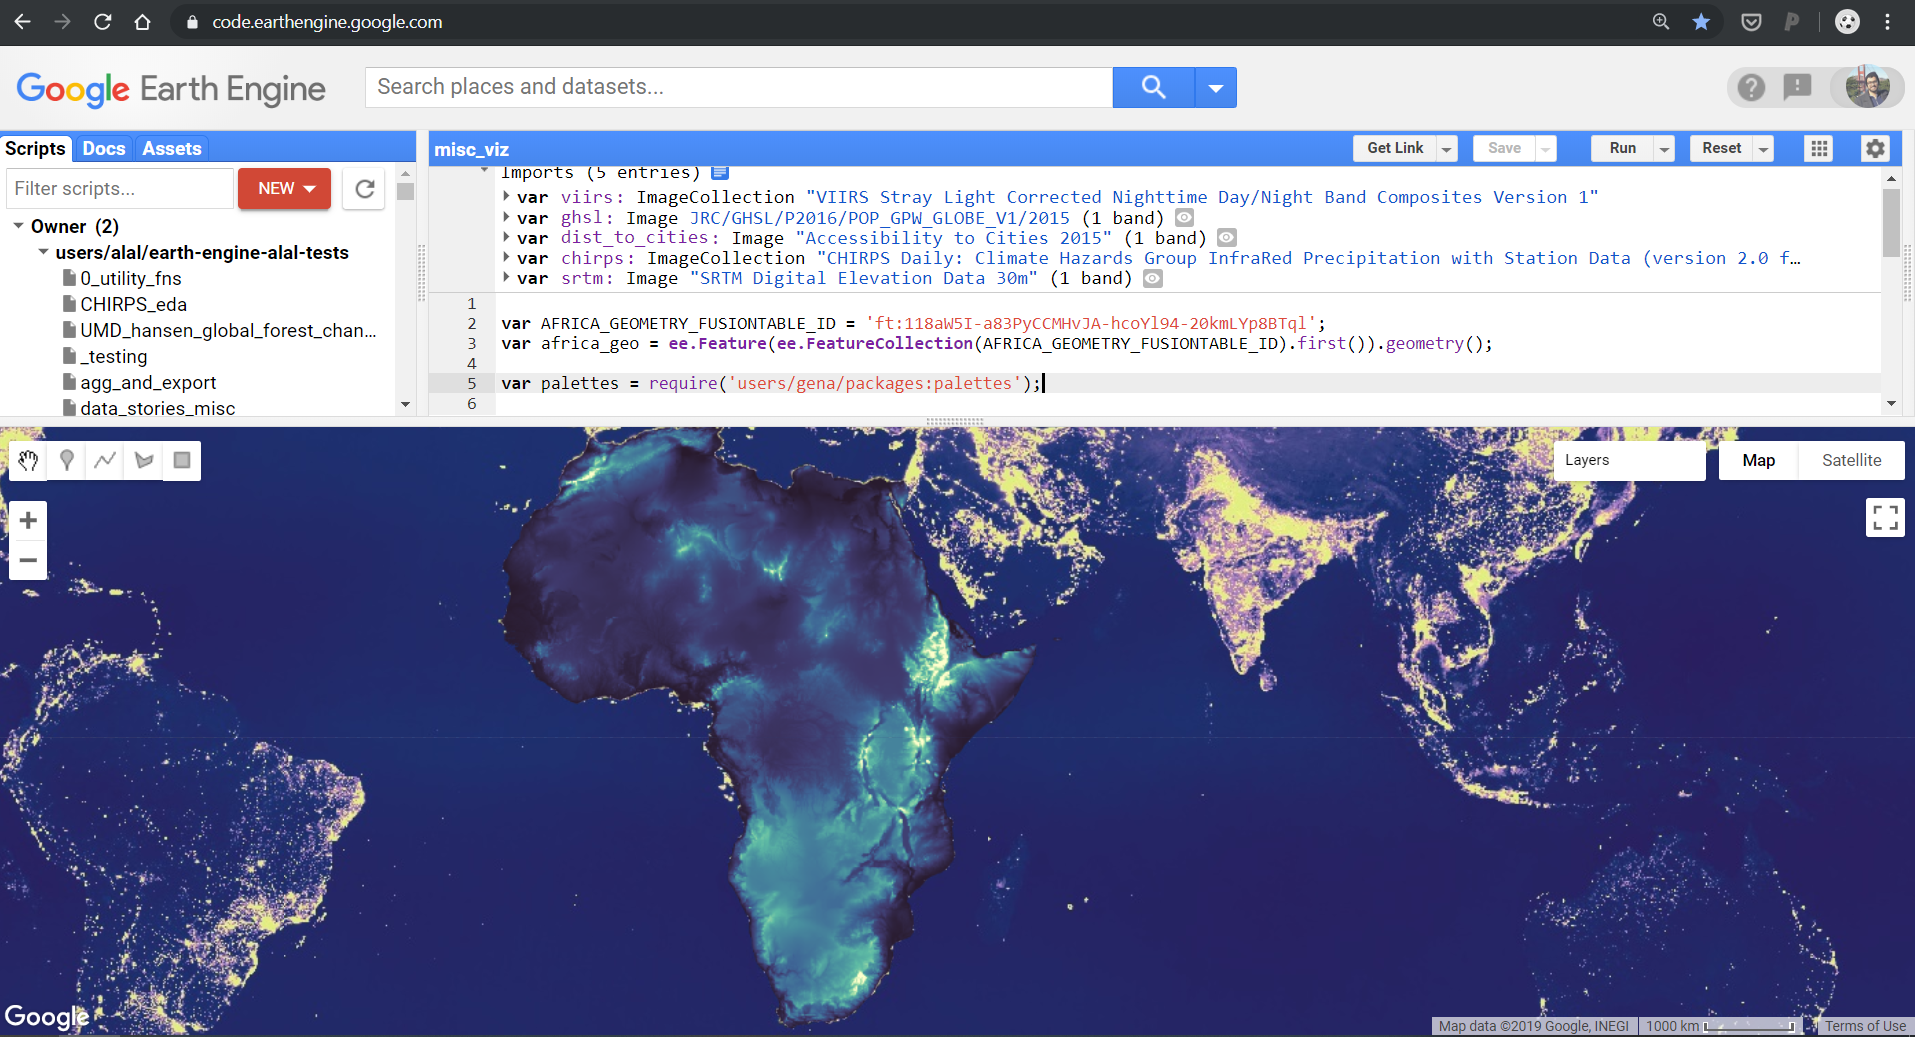 code.earthengine.google.com
Google Earth Engine
Search places and datasets...
Scripts Docs Assets
Filter scripts... NEW
Owner (2)
users/alal/earth-engine-alal-tests
0_utility_fns
CHIRPS_eda
UMD_hansen_global_forest_chan...
_testing
agg_and_export
data_stories_misc
misc_viz Get Link Save Run Reset
Imports (5 entries)
var viirs: ImageCollection "VIIRS Stray Light Corrected Nighttime Day/Night Band Composites Version 1"
var ghsl: Image JRC/GHSL/P2016/POP_GPW_GLOBE_V1/2015 (1 band)
var dist_to_cities: Image "Accessibility to Cities 2015" (1 band)
var chirps: ImageCollection "CHIRPS Daily: Climate Hazards Group InfraRed Precipitation with Station Data (version 2.0 f…
var srtm: Image "SRTM Digital Elevation Data 30m" (1 band)
1
2 var AFRICA_GEOMETRY_FUSIONTABLE_ID = 'ft:118aW5I-a83PyCCMHvJA-hcoYl94-20kmLYp8BTql';
3 var africa_geo = ee.Feature(ee.FeatureCollection(AFRICA_GEOMETRY_FUSIONTABLE_ID).first()).geometry();
4
5 var palettes = require('users/gena/packages:palettes');
6
Layers
Map Satellite
Google
Map data ©2019 Google, INEGI 1000 km Terms of Use